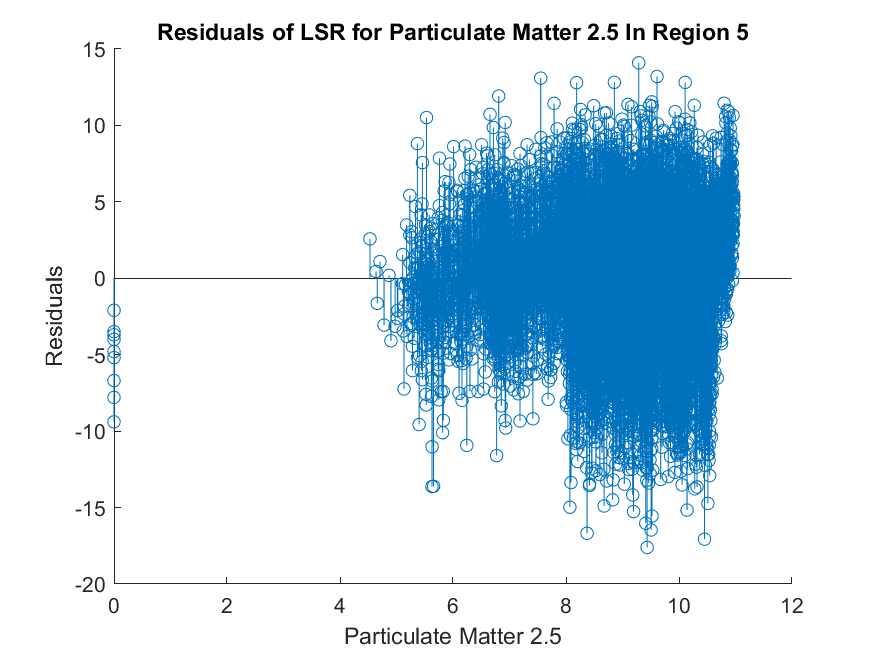 Residuals of LSR for Particulate Matter 2.5 In Region 5
15
10
5
0
-5
-10
-15
-20
Residuals
0 2 4 6 8 10 12
Particulate Matter 2.5